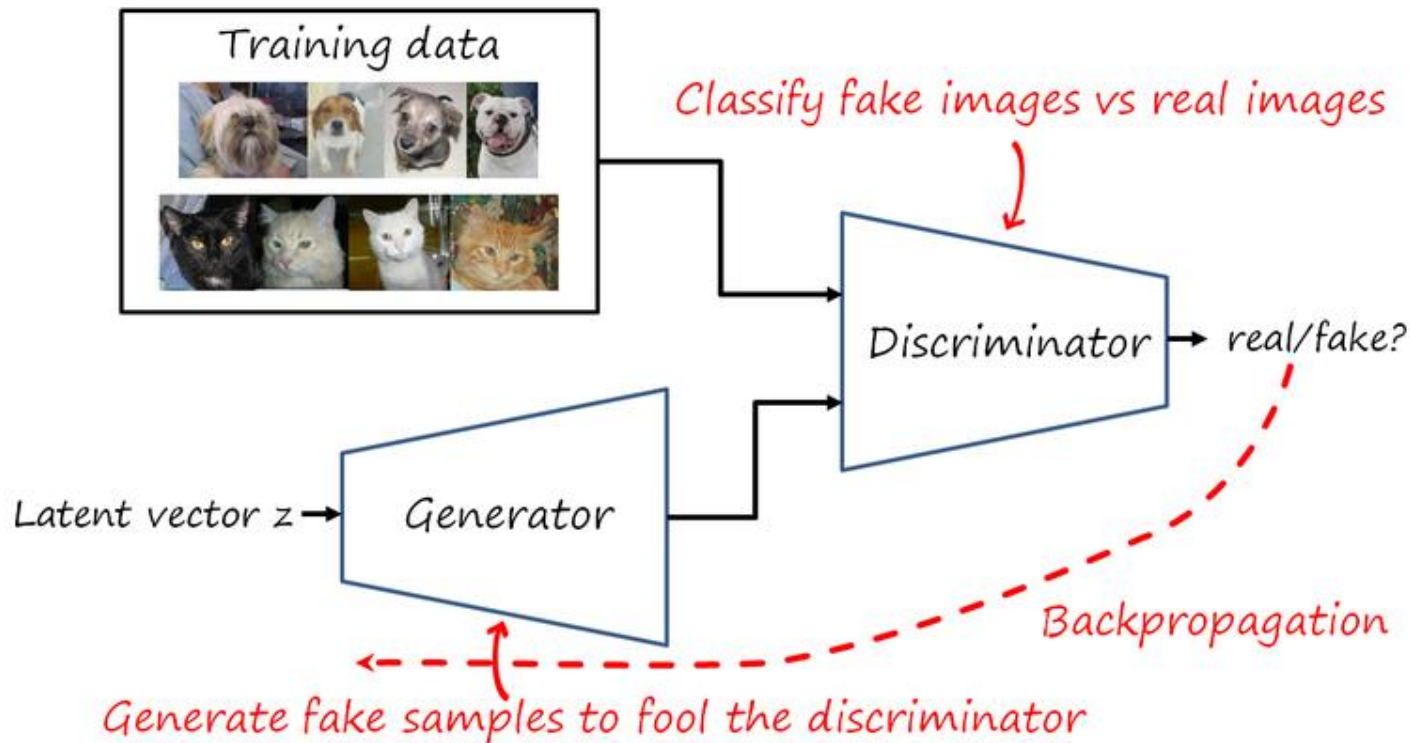 Training data
Classify fake images vs real images
Discriminator
real/fake?
Latent vector z
Generator
Backpropagation
Generate fake samples to fool the discriminator